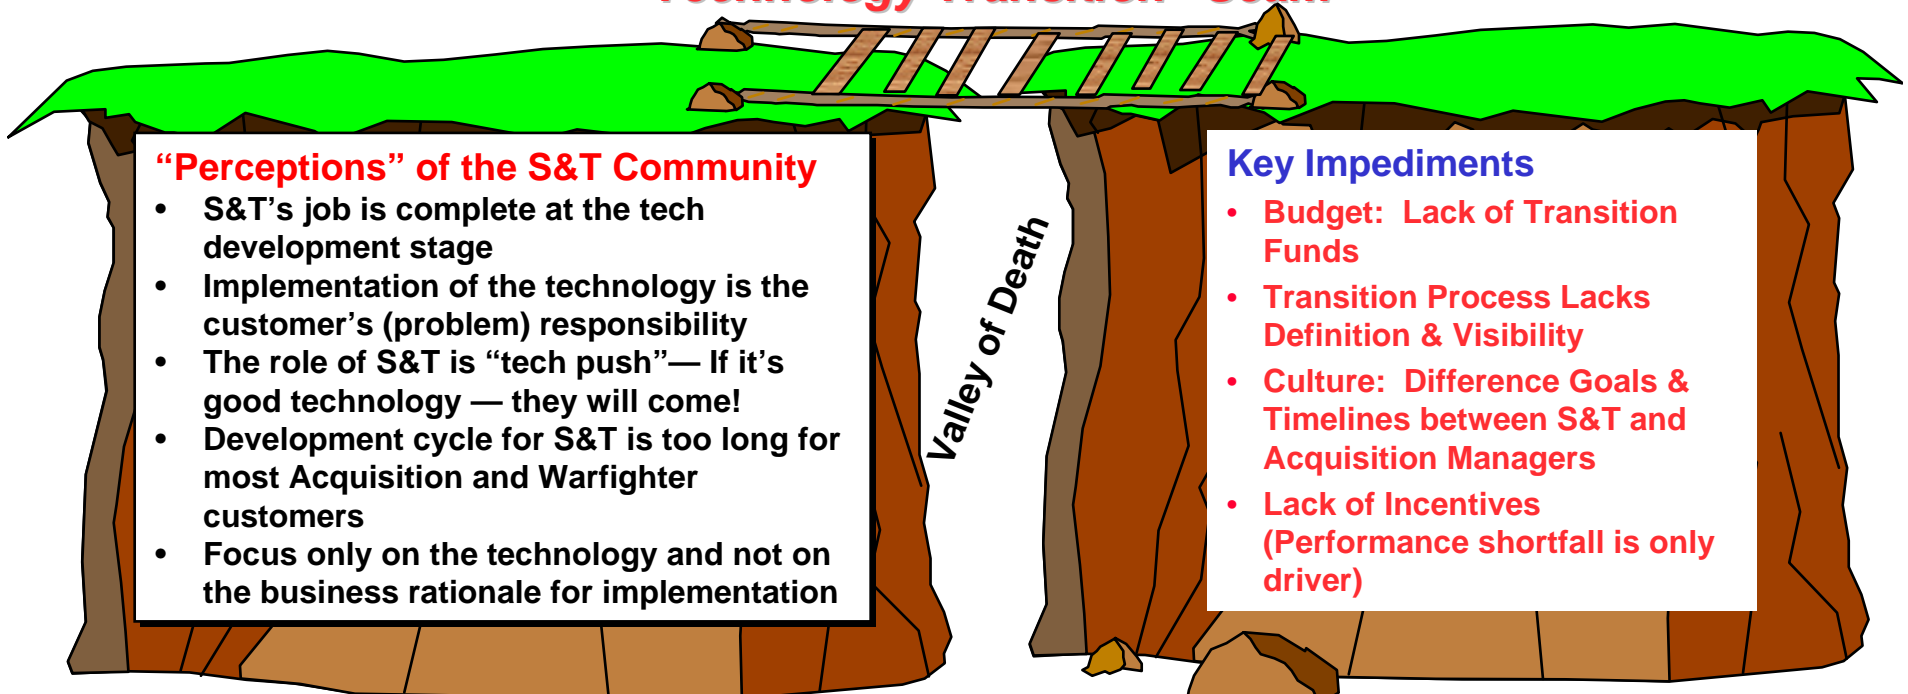 Technology Transition "Seam"
“Perceptions” of the S&T Community
• S&T’s job is complete at the tech
development stage
• Implementation of the technology is the
customer’s (problem) responsibility
• The role of S&T is “tech push”— If it’s
good technology — they will come!
• Development cycle for S&T is too long for
most Acquisition and Warfighter
customers
• Focus only on the technology and not on
the business rationale for implementation
Valley of Death
Key Impediments
• Budget: Lack of Transition
Funds
• Transition Process Lacks
Definition & Visibility
• Culture: Difference Goals &
Timelines between S&T and
Acquisition Managers
• Lack of Incentives
(Performance shortfall is only
driver)